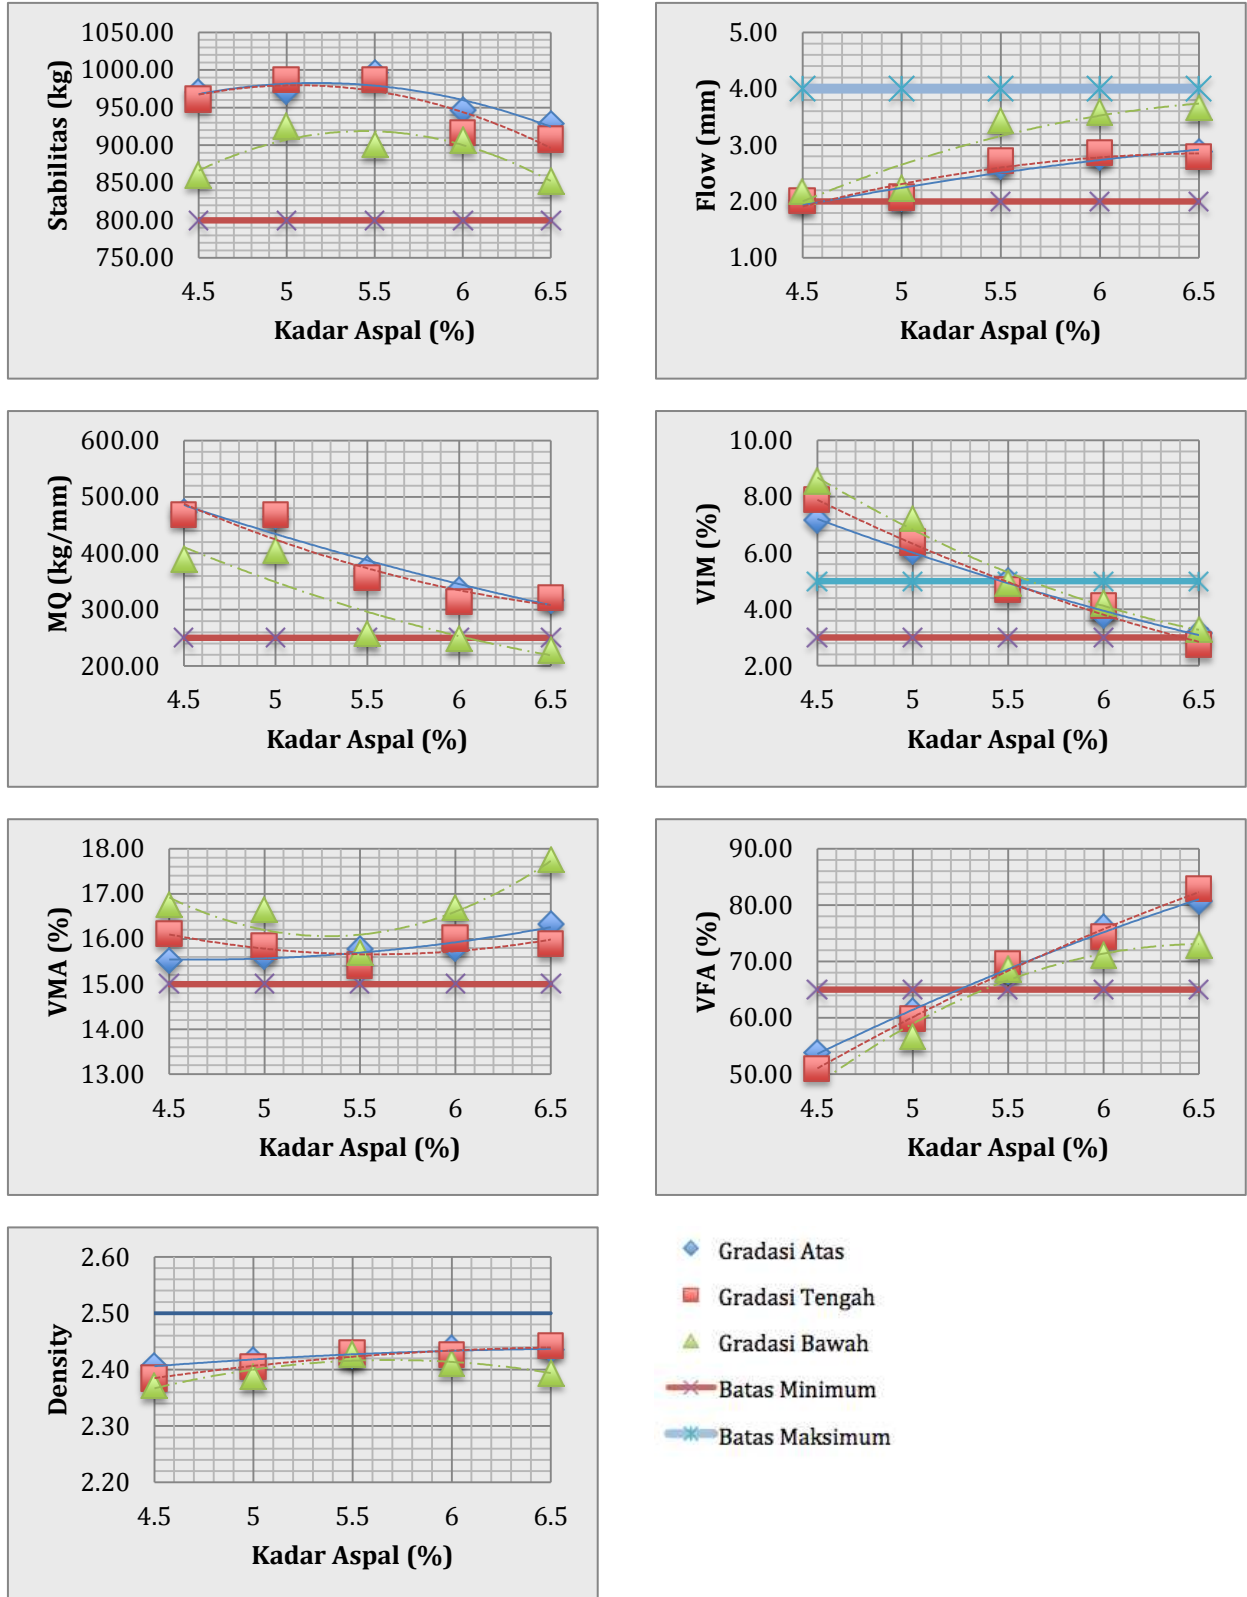 1050.00
1000.00
950.00
900.00
850.00
800.00
750.00
Stabilitas (kg)
4.5 5 5.5 6 6.5
Kadar Aspal (%)
5.00
4.00
3.00
2.00
1.00
Flow (mm)
4.5 5 5.5 6 6.5
Kadar Aspal (%)
600.00
500.00
400.00
300.00
200.00
MQ (kg/mm)
4.5 5 5.5 6 6.5
Kadar Aspal (%)
10.00
8.00
6.00
4.00
2.00
VIM (%)
4.5 5 5.5 6 6.5
Kadar Aspal (%)
18.00
17.00
16.00
15.00
14.00
13.00
VMA (%)
4.5 5 5.5 6 6.5
Kadar Aspal (%)
90.00
80.00
70.00
60.00
50.00
VFA (%)
4.5 5 5.5 6 6.5
Kadar Aspal (%)
2.60
2.50
2.40
2.30
2.20
Density
4.5 5 5.5 6 6.5
Kadar Aspal (%)
Gradasi Atas
Gradasi Tengah
Gradasi Bawah
Batas Minimum
Batas Maksimum